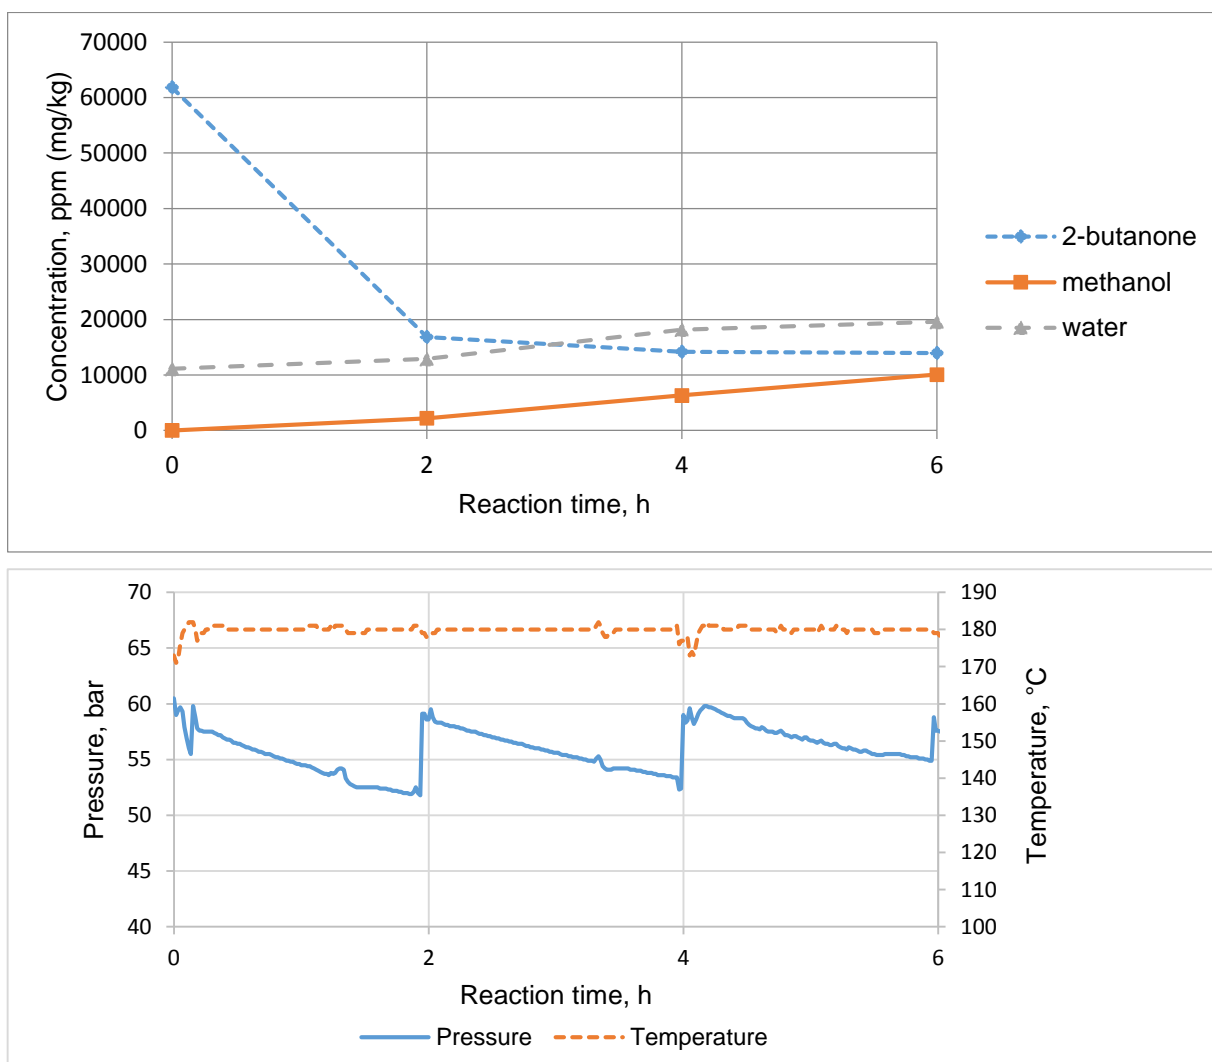 70000
60000
50000
40000
30000
20000
10000
0
Concentration, ppm (mg/kg)
0 2 4 6
Reaction time, h
2-butanone
methanol
water
70
65
60
55
50
45
40
Pressure, bar
190
180
170
160
150
140
130
120
110
100
Temperature, °C
0 2 4 6
Reaction time, h
Pressure Temperature